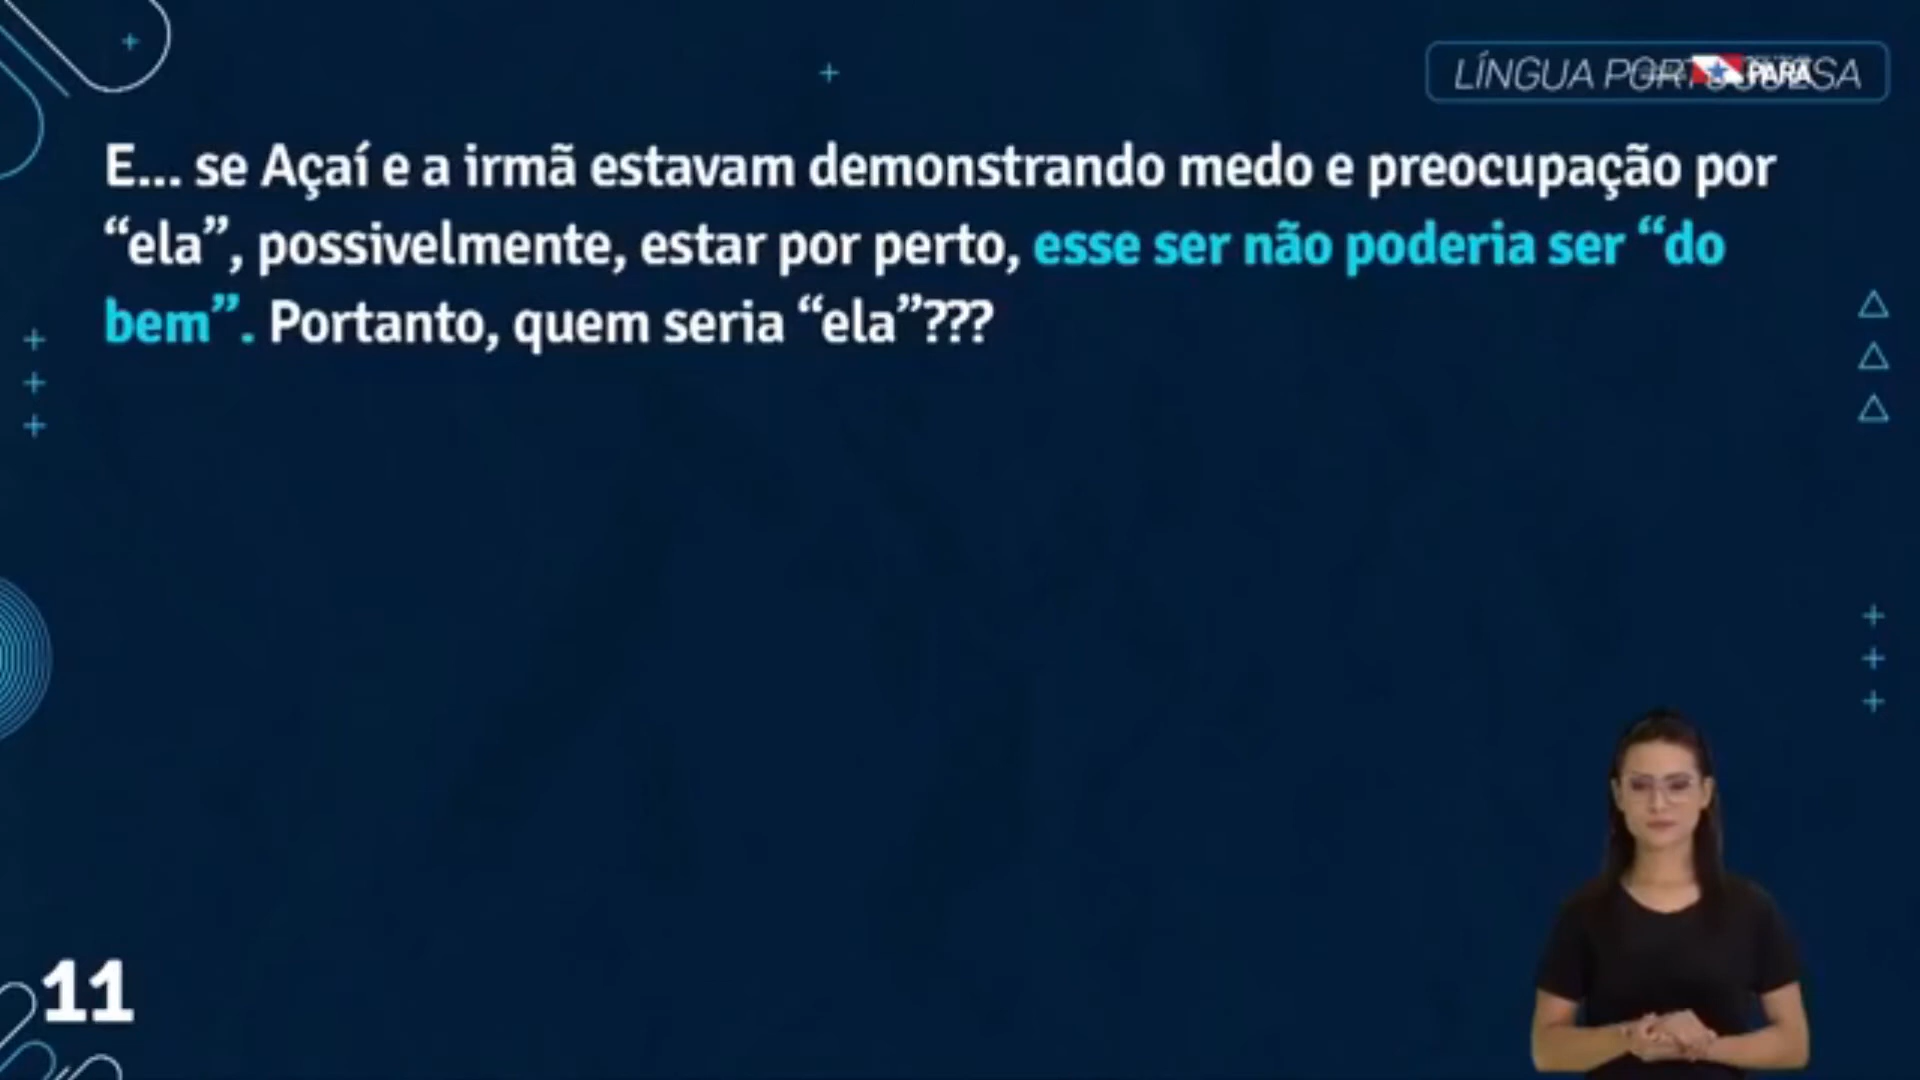 LÍNGUA PORTUGUESA
PARÁ
E... se Açaí e a irmã estavam demonstrando medo e preocupação por
“ela”, possivelmente, estar por perto, esse ser não poderia ser “do
bem”. Portanto, quem seria “ela”???
11